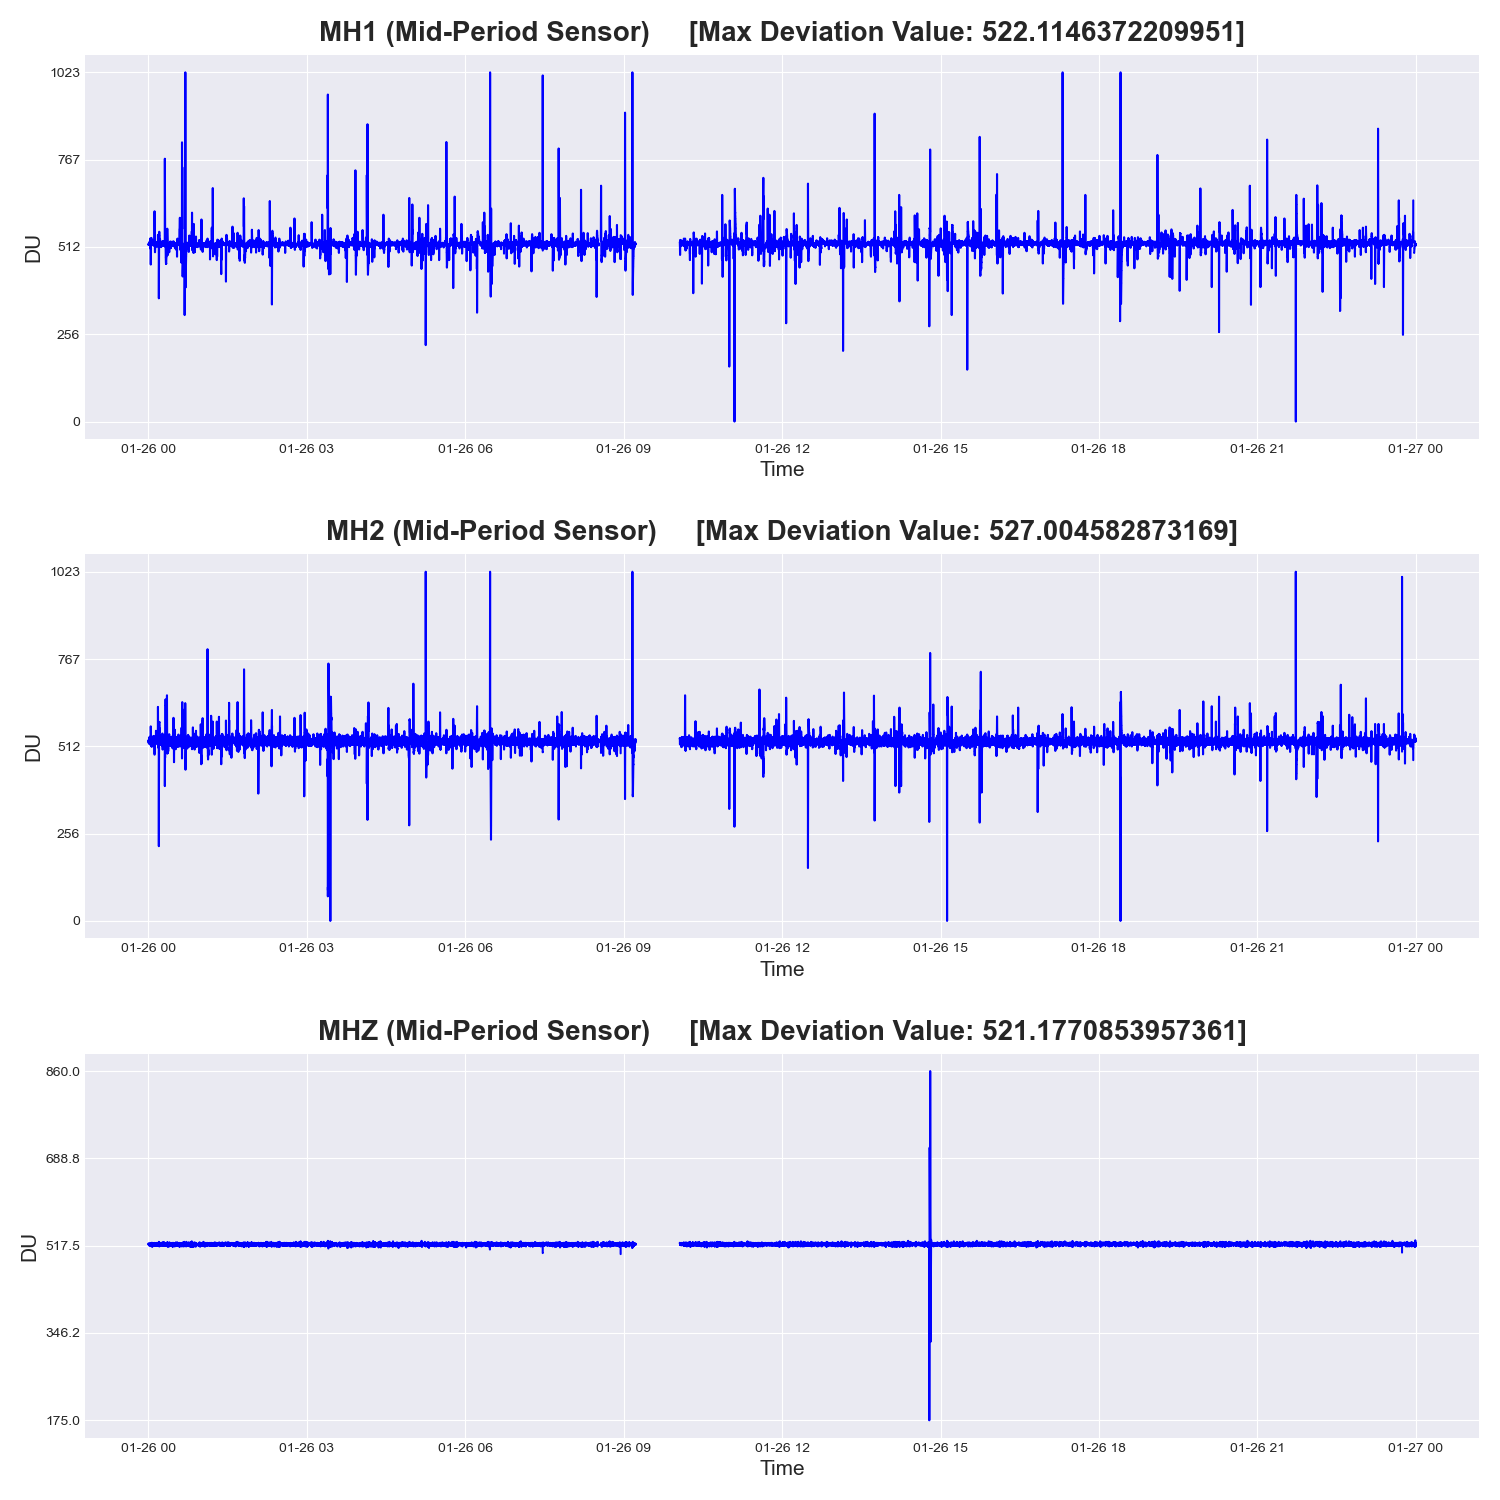 MH1 (Mid-Period Sensor) [Max Deviation Value: 522.1146372209951]
1023
767
512
256
0
DU
01-26 00 01-26 03 01-26 06 01-26 09 01-26 12 01-26 15 01-26 18 01-26 21 01-27 00
Time
MH2 (Mid-Period Sensor) [Max Deviation Value: 527.004582873169]
1023
767
512
256
0
DU
01-26 00 01-26 03 01-26 06 01-26 09 01-26 12 01-26 15 01-26 18 01-26 21 01-27 00
Time
MHZ (Mid-Period Sensor) [Max Deviation Value: 521.1770853957361]
860.0
688.8
517.5
346.2
175.0
DU
01-26 00 01-26 03 01-26 06 01-26 09 01-26 12 01-26 15 01-26 18 01-26 21 01-27 00
Time